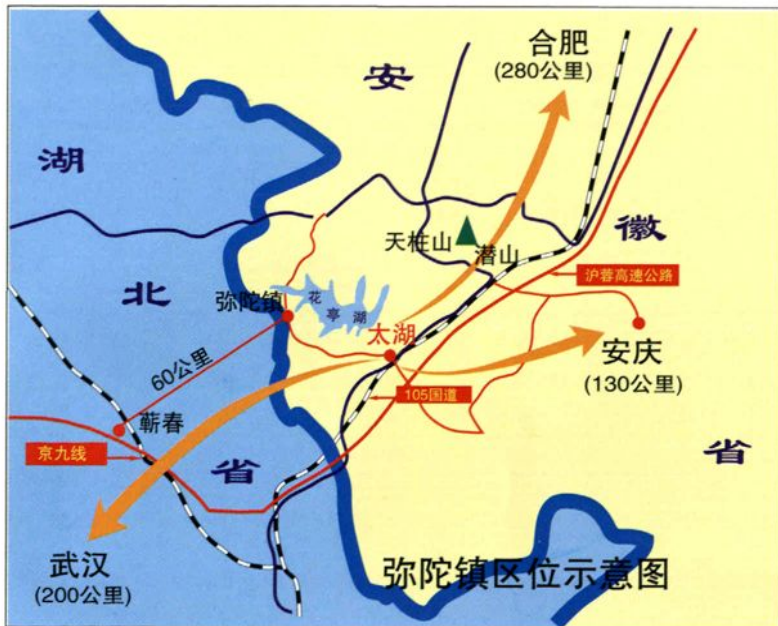 合肥
(280公里)
安
湖
徽
天柱山
潜山
沪蓉高速公路
北
弥陀镇
花
亭
湖
太湖
安庆
(130公里)
60公里
105国道
蕲春
京九线
省
省
武汉
(200公里)
弥陀镇区位示意图